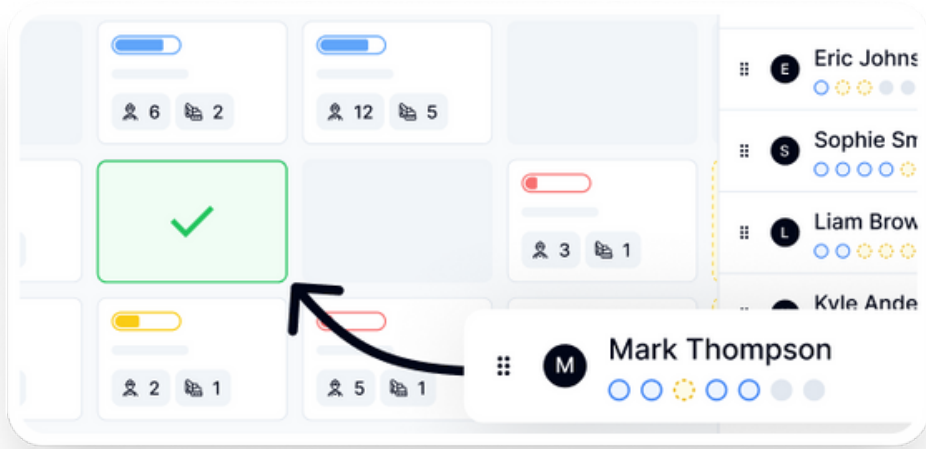 6 2
12 5
E Eric Johns
S Sophie Sm
3 1
L Liam Brow
Kyle Ande
2 1
5 1
M Mark Thompson